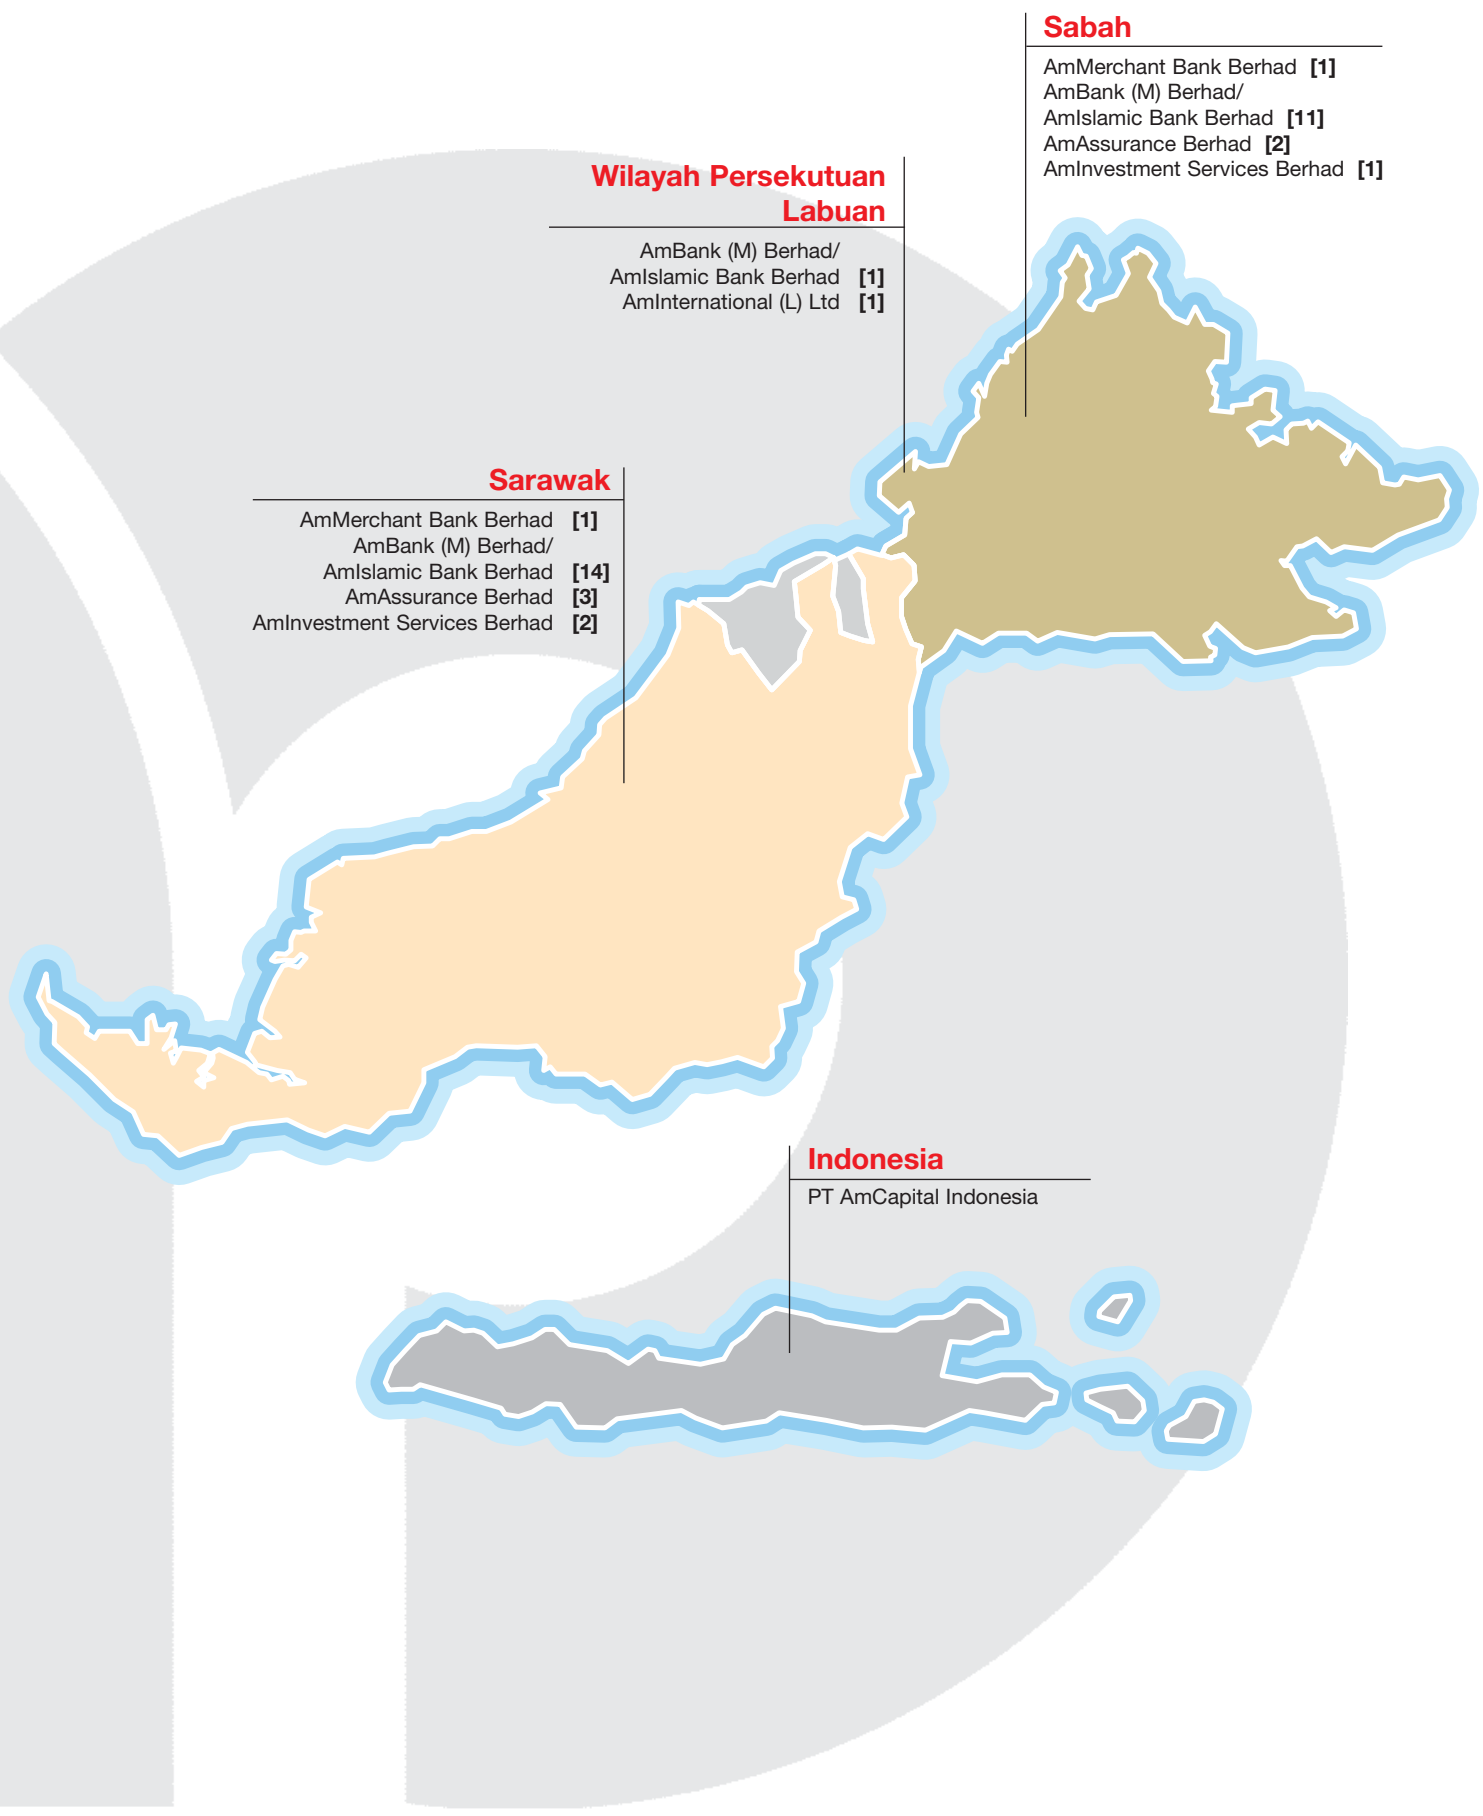 Sabah
AmMerchant Bank Berhad [1]
AmBank (M) Berhad/
AmIslamic Bank Berhad [11]
AmAssurance Berhad [2]
AmInvestment Services Berhad [1]
Wilayah Persekutuan
Labuan
AmBank (M) Berhad/
AmIslamic Bank Berhad [1]
AmInternational (L) Ltd [1]
Sarawak
AmMerchant Bank Berhad [1]
AmBank (M) Berhad/
AmIslamic Bank Berhad [14]
AmAssurance Berhad [3]
AmInvestment Services Berhad [2]
Indonesia
PT AmCapital Indonesia